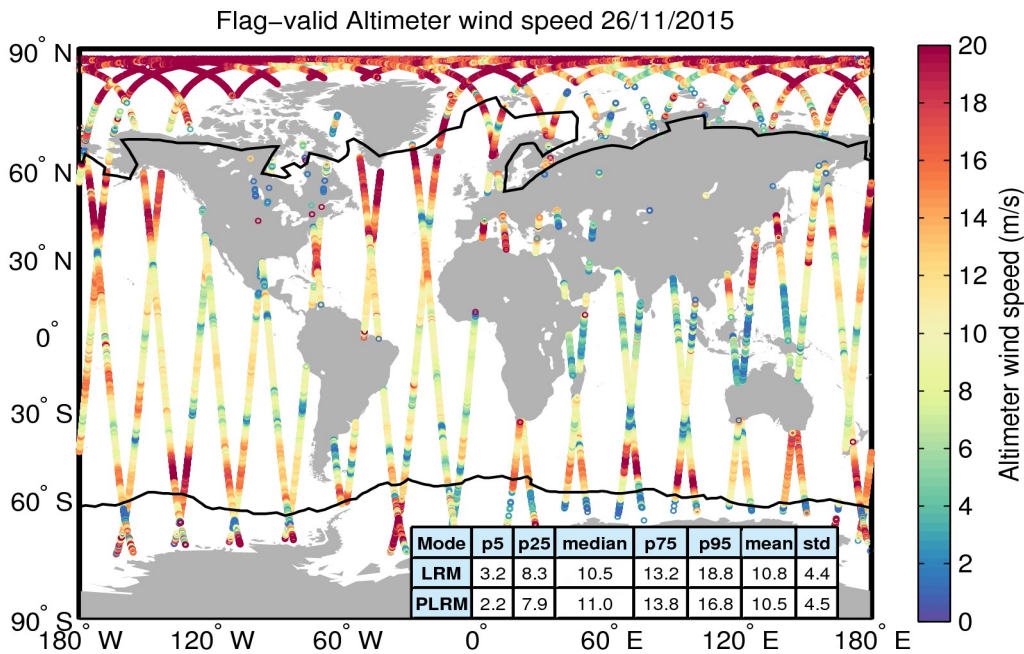 Flag−valid Altimeter wind speed 26/11/2015
90° N
60° N
30° N
0°
30° S
60° S
90° S
180° W
120° W
60° W
0°
60° E
120° E
180° E
Mode p5 p25 median p75 p95 mean std
LRM 3.2 8.3 10.5 13.2 18.8 10.8 4.4
PLRM 2.2 7.9 11.0 13.8 16.8 10.5 4.5
20
18
16
14
12
10
8
6
4
2
0
Altimeter wind speed (m/s)